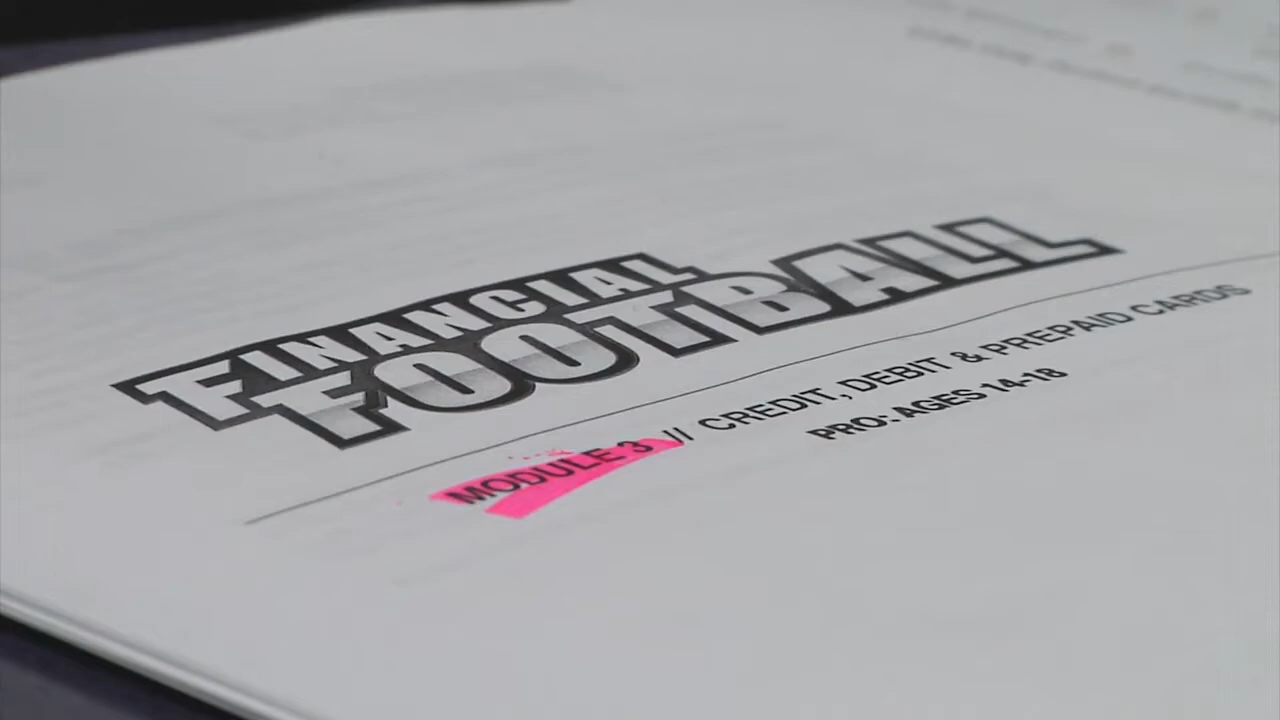 FINANCIAL
FOOTBALL
MODULE 3 // CREDIT, DEBIT & PREPAID CARDS
PRO: AGES 14-18